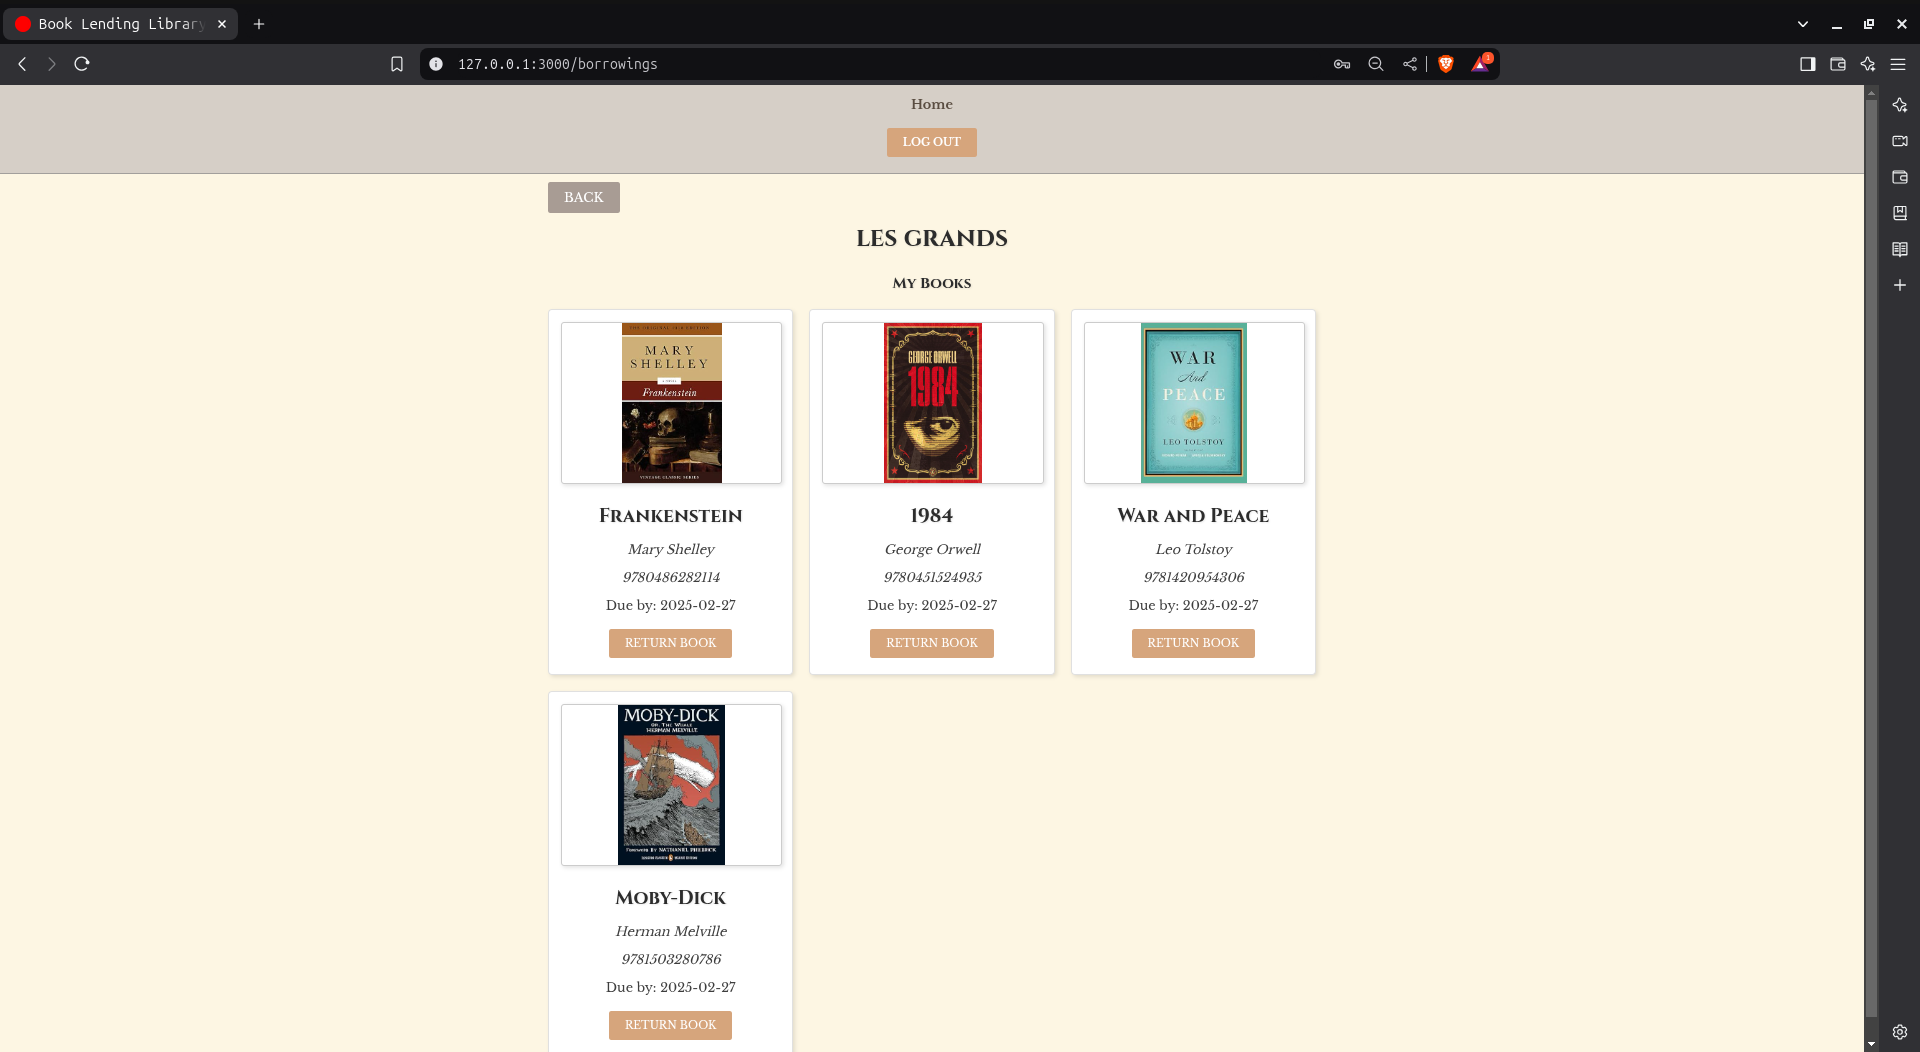 Book Lending Library
127.0.0.1:3000/borrowings
1
Home
LOG OUT
BACK
LES GRANDS
My Books
MARY
SHELLEY
Frankenstein
VINTAGE CLASSIC SERIES
Frankenstein
Mary Shelley
9780486282114
Due by: 2025-02-27
RETURN BOOK
GEORGE ORWELL
1984
1984
George Orwell
9780451524935
Due by: 2025-02-27
RETURN BOOK
WAR
And
PEACE
LEO TOLSTOY
War and Peace
Leo Tolstoy
9781420954306
Due by: 2025-02-27
RETURN BOOK
MOBY-DICK
OR, THE WHALE
HERMAN MELVILLE
FOREWORD BY NATHANIEL PHILBRICK
Moby-Dick
Herman Melville
9781503280786
Due by: 2025-02-27
RETURN BOOK